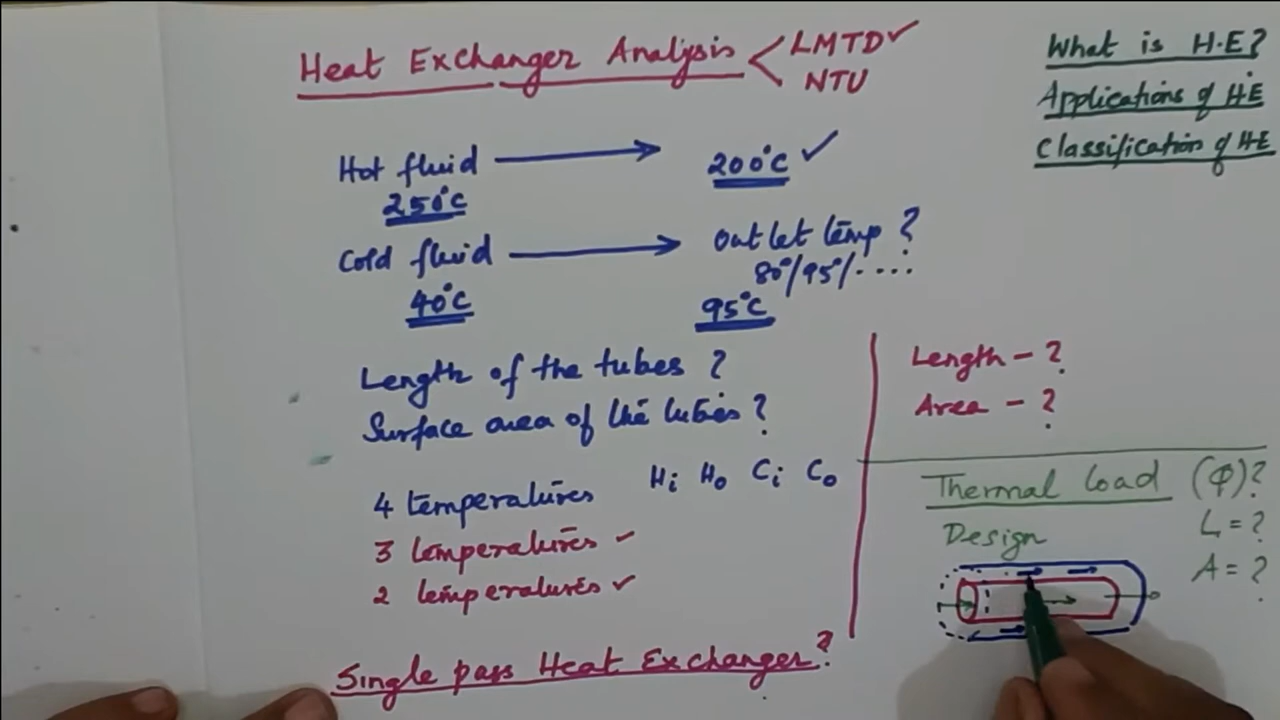 Heat Exchanger Analysis < LMTD ✓
NTU
What is H.E?
Applications of HE
Classification of HE
Hot fluid → 200°C ✓
250°C
Cold fluid → Outlet temp ?
80°/95°/....
40°C 95°C
Length of the tubes ?
Surface area of the tubes ?
Length - ?
Area - ?
4 temperatures Hi Ho Ci Co
3 temperatures ✓
2 temperatures ✓
Thermal Load (φ)?
Design L = ?
A = ?
Single pass Heat Exchanger?